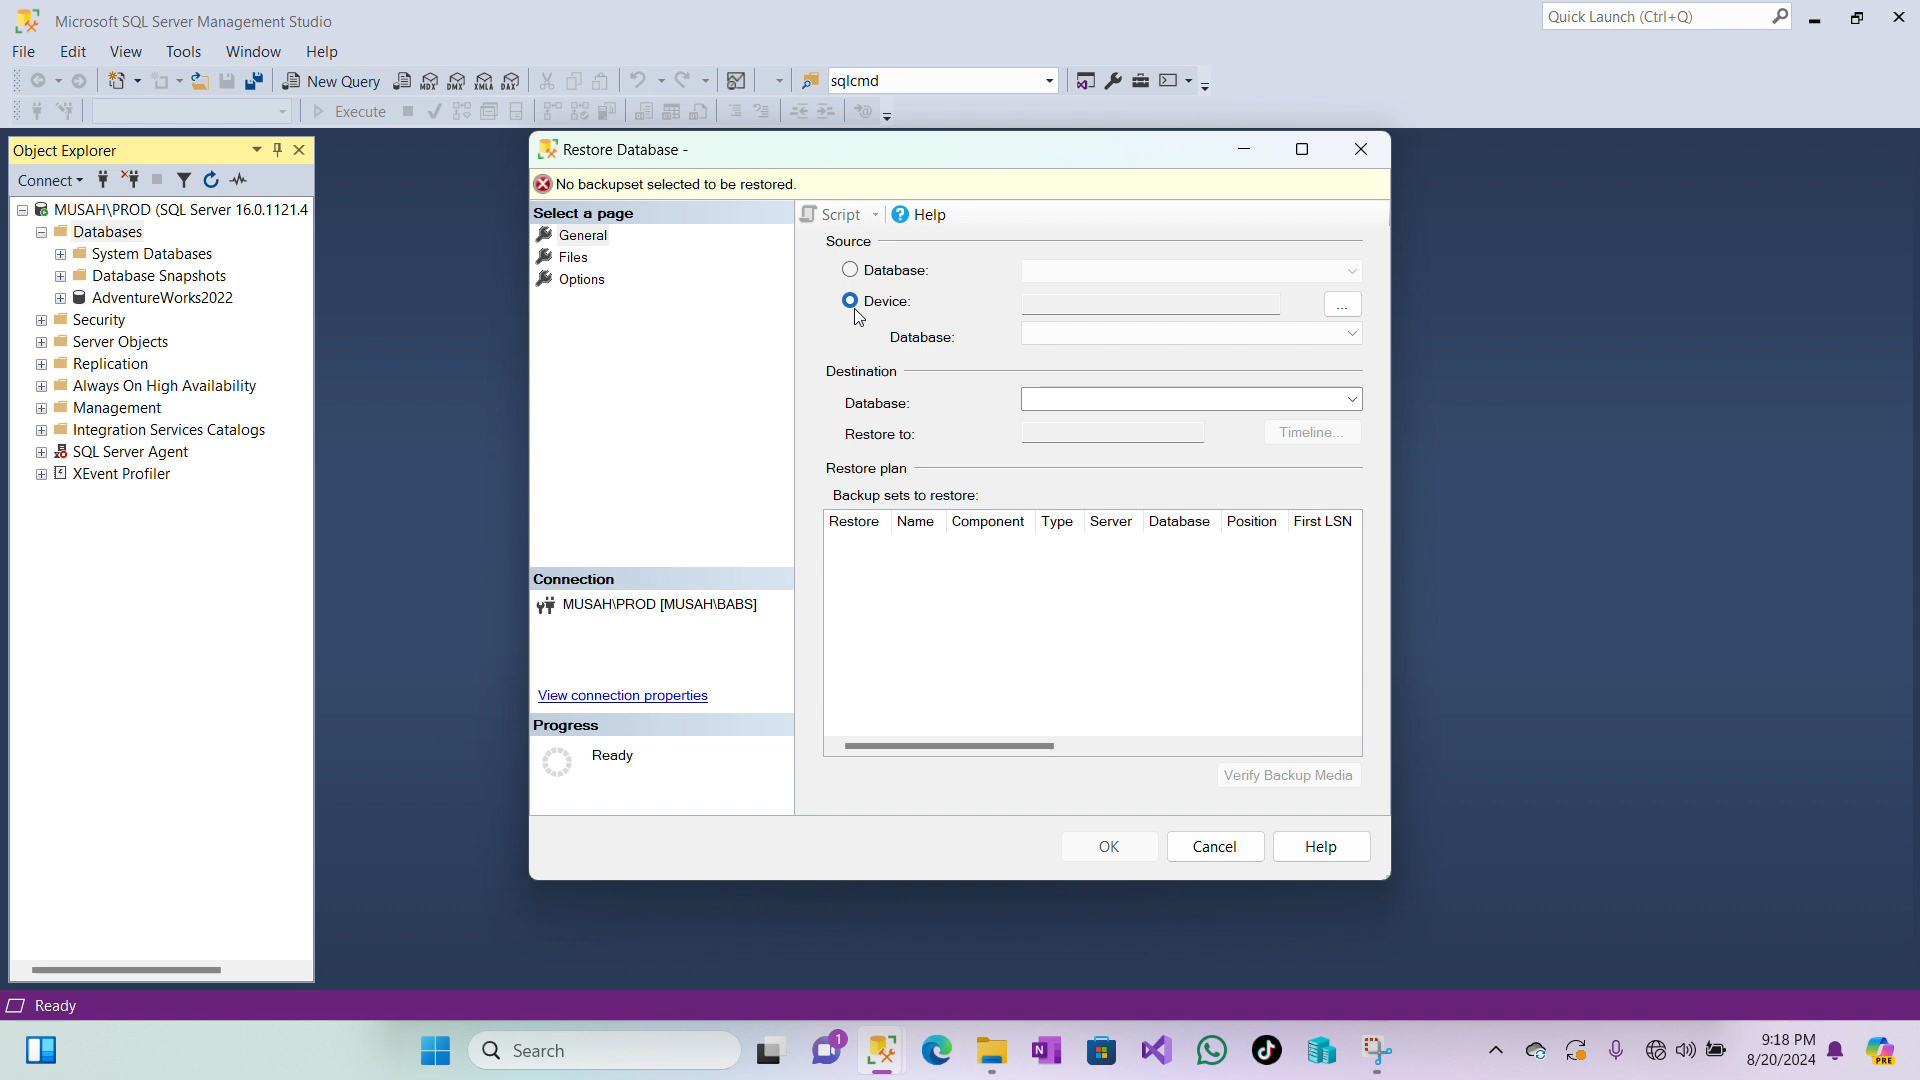 Microsoft SQL Server Management Studio
Quick Launch (Ctrl+Q)
File Edit View Tools Window Help
New Query MDX DMX XMLA DAX sqlcmd
Execute
Object Explorer
Connect
MUSAH\PROD (SQL Server 16.0.1121.4
Databases
System Databases
Database Snapshots
AdventureWorks2022
Security
Server Objects
Replication
Always On High Availability
Management
Integration Services Catalogs
SQL Server Agent
XEvent Profiler
Restore Database -
No backupset selected to be restored.
Select a page
General
Files
Options
Connection
MUSAH\PROD [MUSAH\BABS]
View connection properties
Progress
Ready
Script Help
Source
Database:
Device:
...
Database:
Destination
Database:
Restore to:
Timeline...
Restore plan
Backup sets to restore:
Restore Name Component Type Server Database Position First LSN
Verify Backup Media
OK Cancel Help
Ready
Search
1
9:18 PM
8/20/2024
PRE